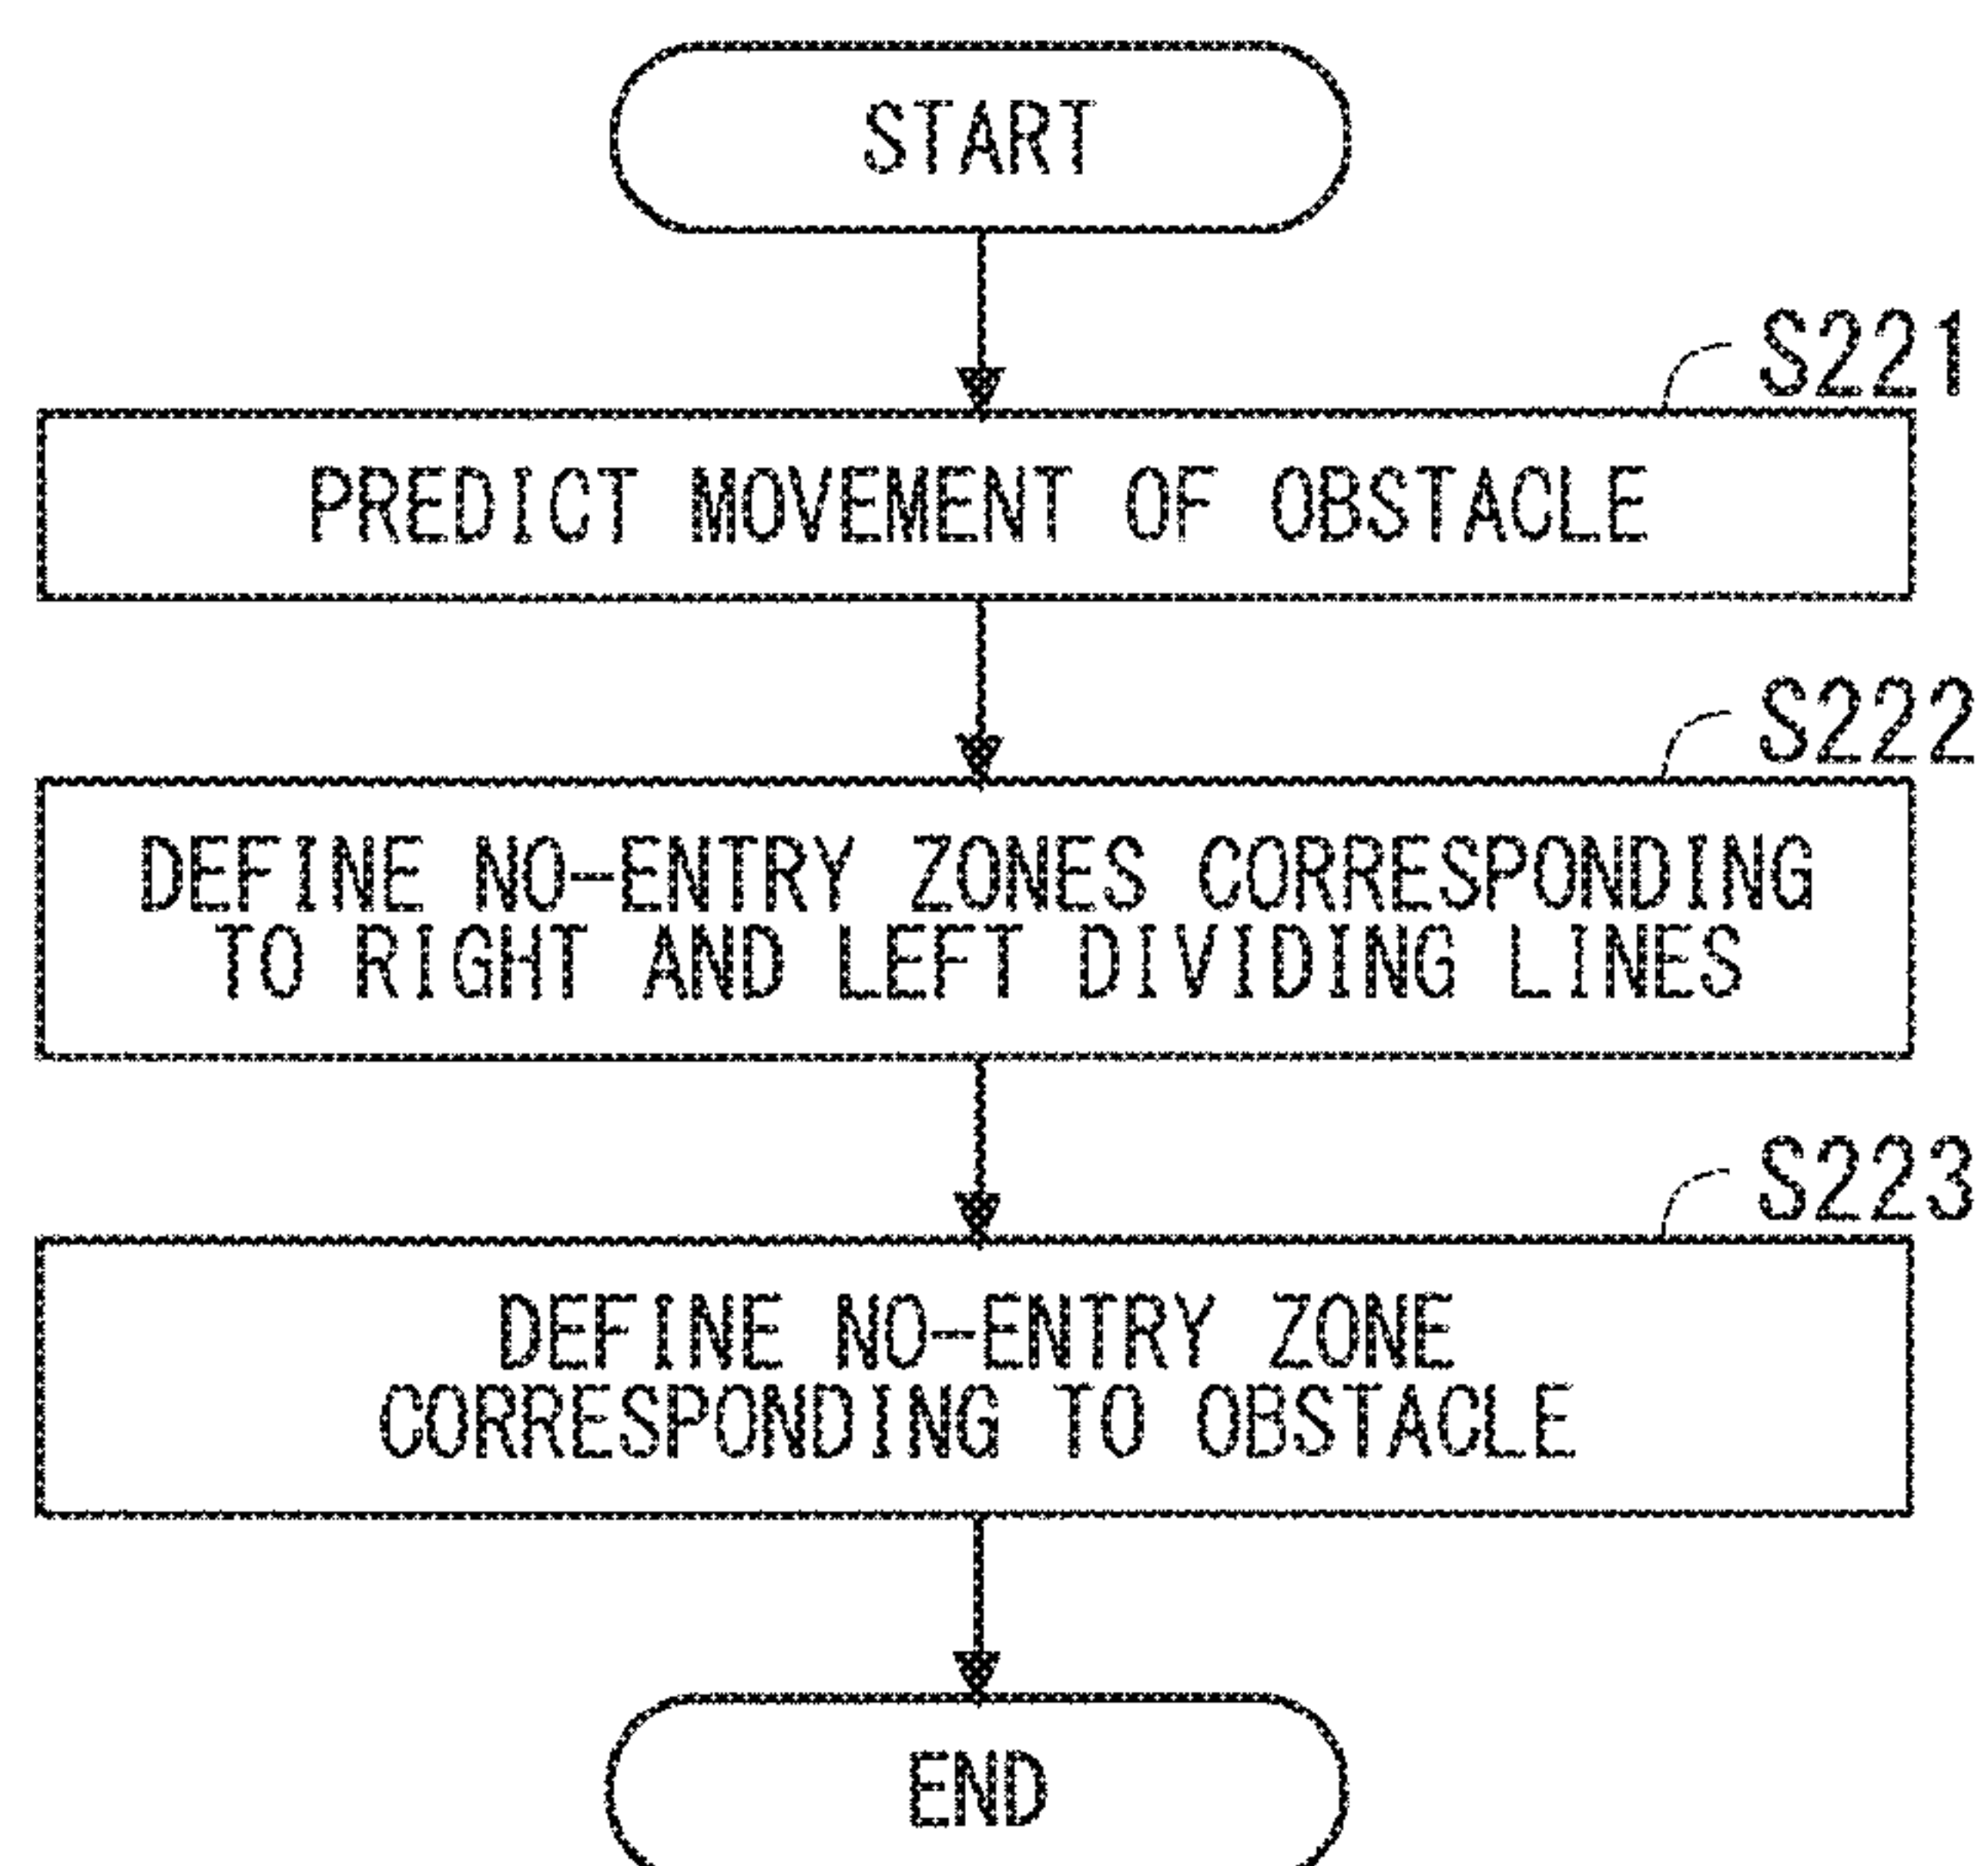 START
S221
PREDICT MOVEMENT OF OBSTACLE
S222
DEFINE NO-ENTRY ZONES CORRESPONDING
TO RIGHT AND LEFT DIVIDING LINES
S223
DEFINE NO-ENTRY ZONE
CORRESPONDING TO OBSTACLE
END